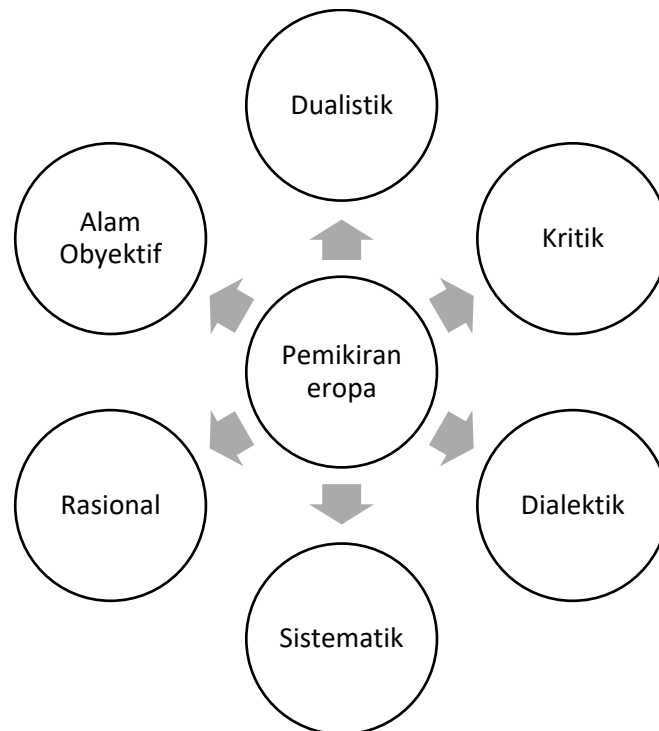 Dualistik
Alam
Obyektif
Kritik
Pemikiran
eropa
Rasional
Dialektik
Sistematik